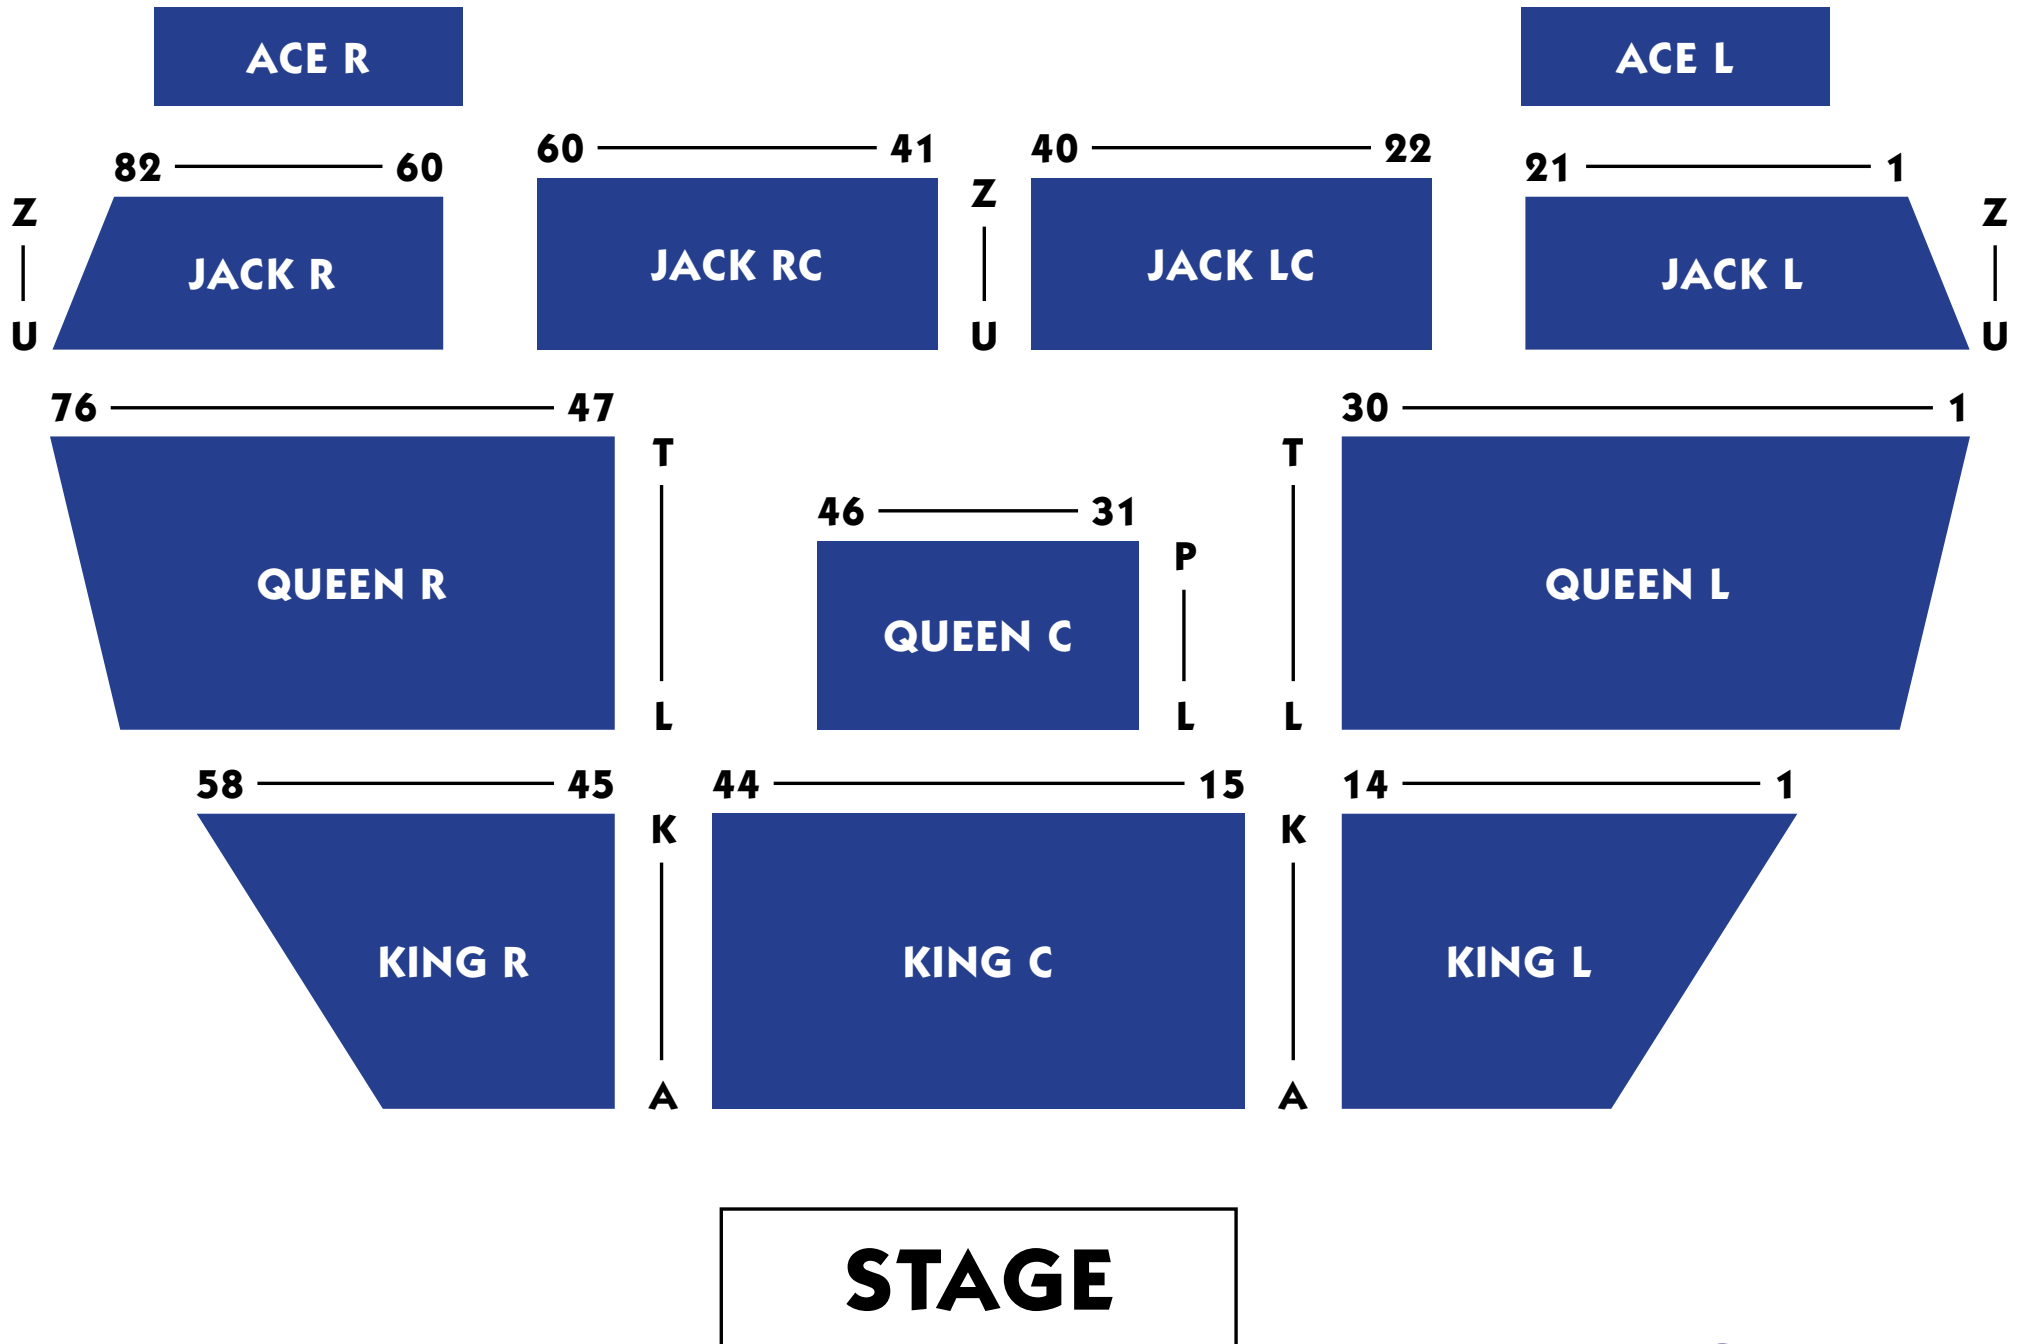 ACE R ACE L
60 41 40 22
82 60 21 1
Z Z Z Z
JACK R JACK RC JACK LC JACK L
U U U U
76 47 30 1
T T
46 31
P
QUEEN R QUEEN L
QUEEN C
L L L
58 45 44 15 14 1
K K
KING R KING C KING L
A A
STAGE